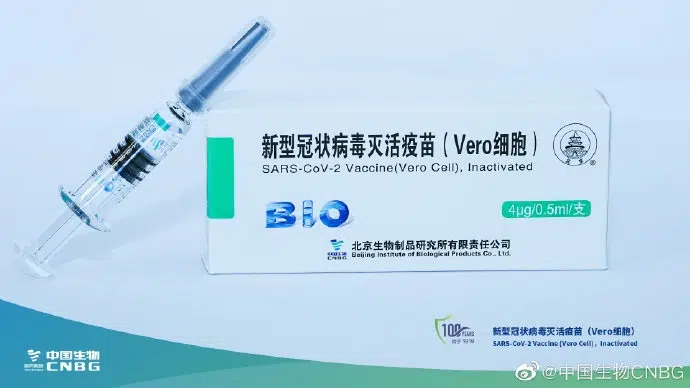 新型冠状病毒灭活疫苗（Vero细胞）
SARS-CoV-2 Vaccine(Vero Cell), Inactivated
BIO
4μg/0.5ml/支
CNBG
北京生物制品研究所有限责任公司
Beijing Institute of Biological Products Co., Ltd.
100 YEARS
新型冠状病毒灭活疫苗（Vero细胞）
SARS-CoV-2 Vaccine (Vero Cell), Inactivated
中国生物
CNBG
@中国生物CNBG